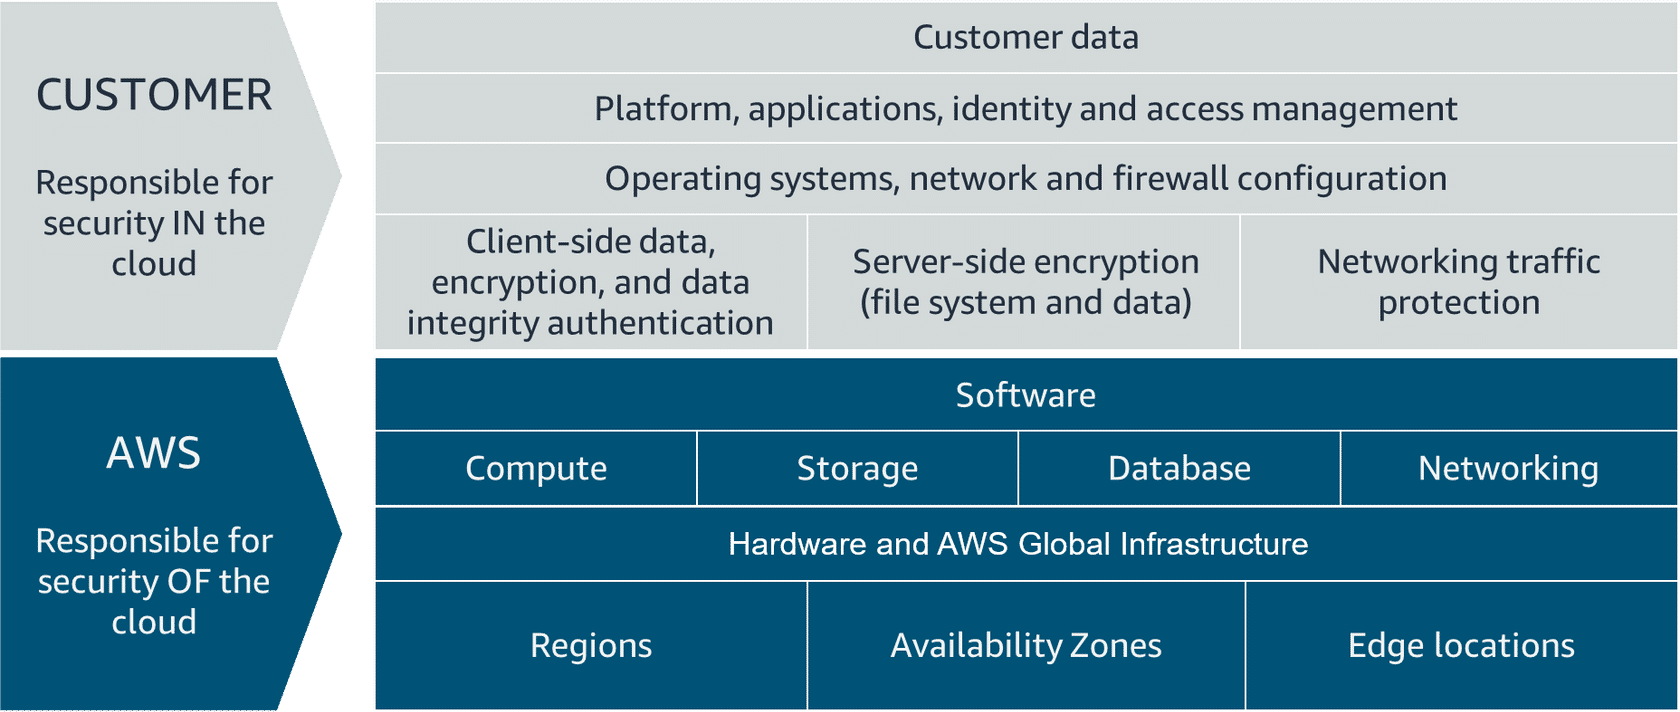 CUSTOMER
Responsible for
security IN the
cloud
Customer data
Platform, applications, identity and access management
Operating systems, network and firewall configuration
Client-side data,
encryption, and data
integrity authentication
Server-side encryption
(file system and data)
Networking traffic
protection
AWS
Responsible for
security OF the
cloud
Software
Compute
Storage
Database
Networking
Hardware and AWS Global Infrastructure
Regions
Availability Zones
Edge locations